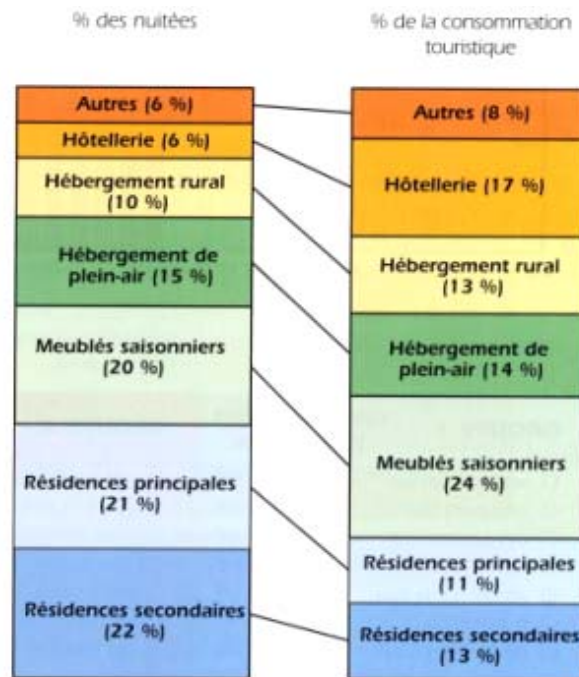 % des nuitées
Autres (6 %)
Hôtellerie (6 %)
Hébergement rural
(10 %)
Hébergement de
plein-air (15 %)
Meublés saisonniers
(20 %)
Résidences principales
(21 %)
Résidences secondaires
(22 %)
% de la consommation
touristique
Autres (8 %)
Hôtellerie (17 %)
Hébergement rural
(13 %)
Hébergement de
plein-air (14 %)
Meublés saisonniers
(24 %)
Résidences principales
(11 %)
Résidences secondaires
(13 %)